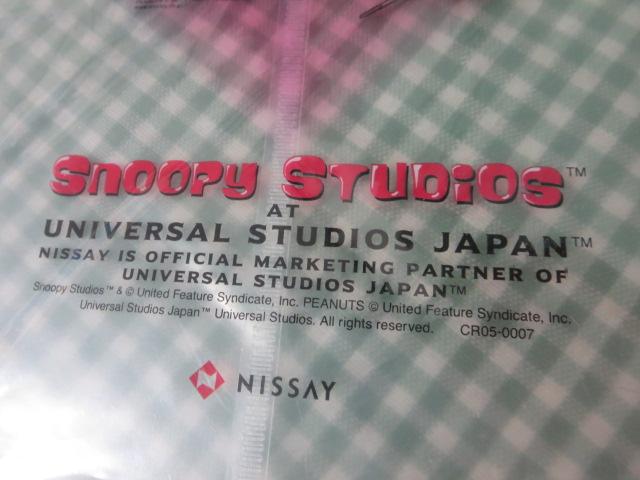 SNOOPY STUDIOS™
AT
UNIVERSAL STUDIOS JAPAN™
NISSAY IS OFFICIAL MARKETING PARTNER OF
UNIVERSAL STUDIOS JAPAN™
Snoopy Studios™ & © United Feature Syndicate, Inc. PEANUTS © United Feature Syndicate, Inc.
Universal Studios Japan™ Universal Studios. All rights reserved. CR05-0007
NISSAY